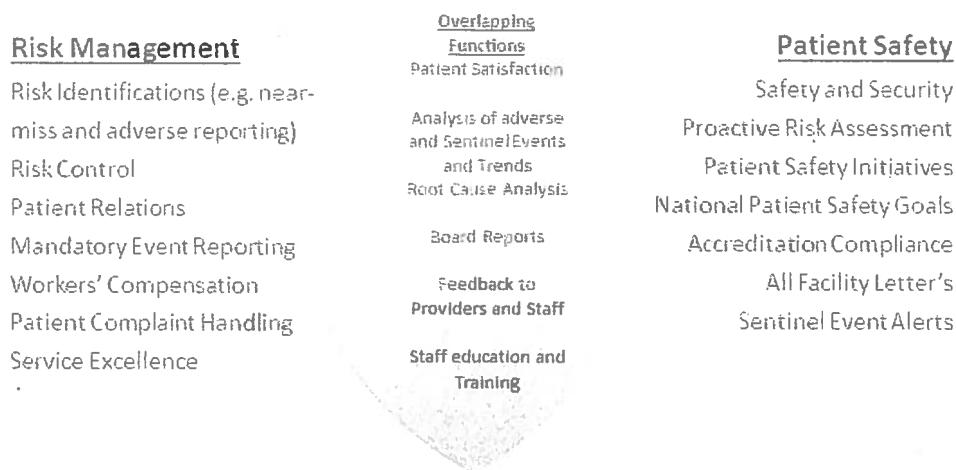 Risk Management
Risk Identifications (e.g. near-
miss and adverse reporting)
Risk Control
Patient Relations
Mandatory Event Reporting
Workers' Compensation
Patient Complaint Handling
Service Excellence
Overlapping
Functions
Patient Satisfaction
Analysis of adverse
and Sentinel Events
and Trends
Root Cause Analysis
Board Reports
Feedback to
Providers and Staff
Staff education and
Training
Patient Safety
Safety and Security
Proactive Risk Assessment
Patient Safety Initiatives
National Patient Safety Goals
Accreditation Compliance
All Facility Letter's
Sentinel Event Alerts